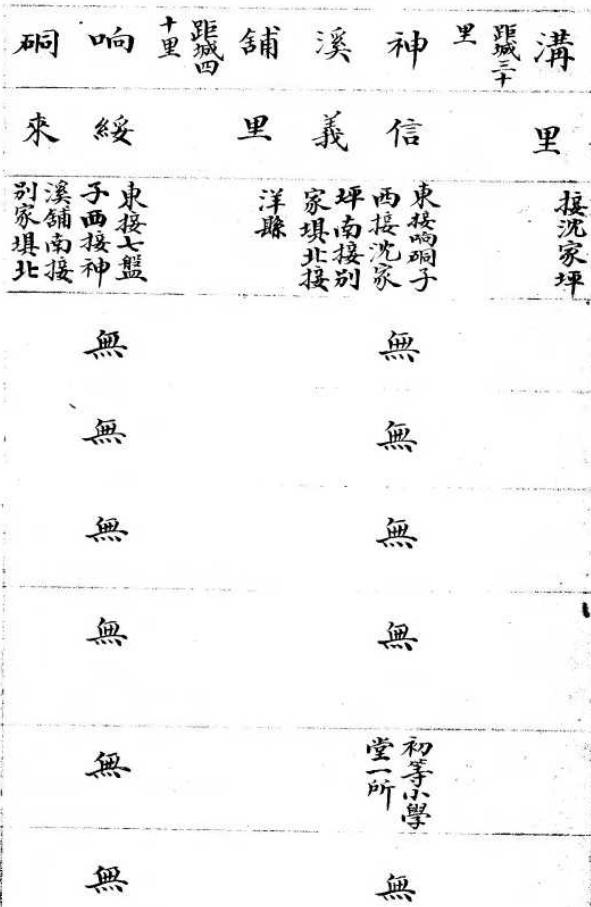 溝
距城三十
里
神溪舖
距城四
十里
响硐
里
信義里
綏來
接沈家坪
東接响硐子
西接沈家
坪南接別
家垻北接
洋縣
東接七盤
子西接神
溪舖南接
別家垻北
無
無
無
無
無
無
無
無
初等小學
堂一所
無
無
無